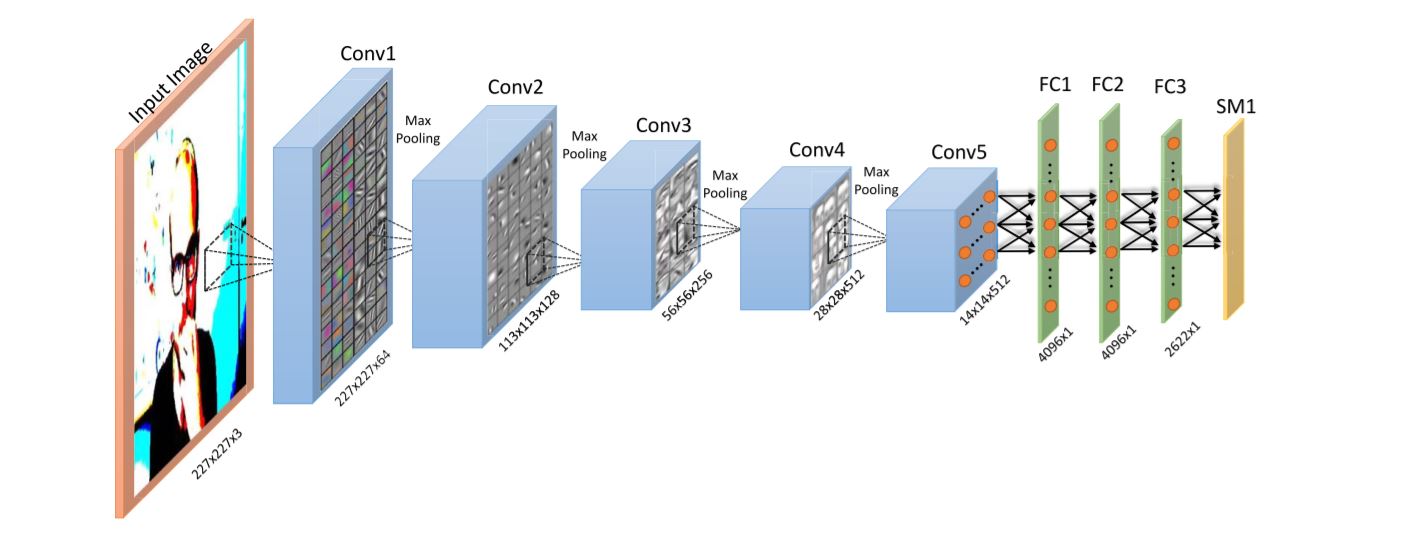 Input Image
227x227x3
Conv1
227x227x64
Max
Pooling
Conv2
113x113x128
Max
Pooling
Conv3
56x56x256
Max
Pooling
Conv4
28x28x512
Max
Pooling
Conv5
14x14x512
FC1
4096x1
FC2
4096x1
FC3
2622x1
SM1